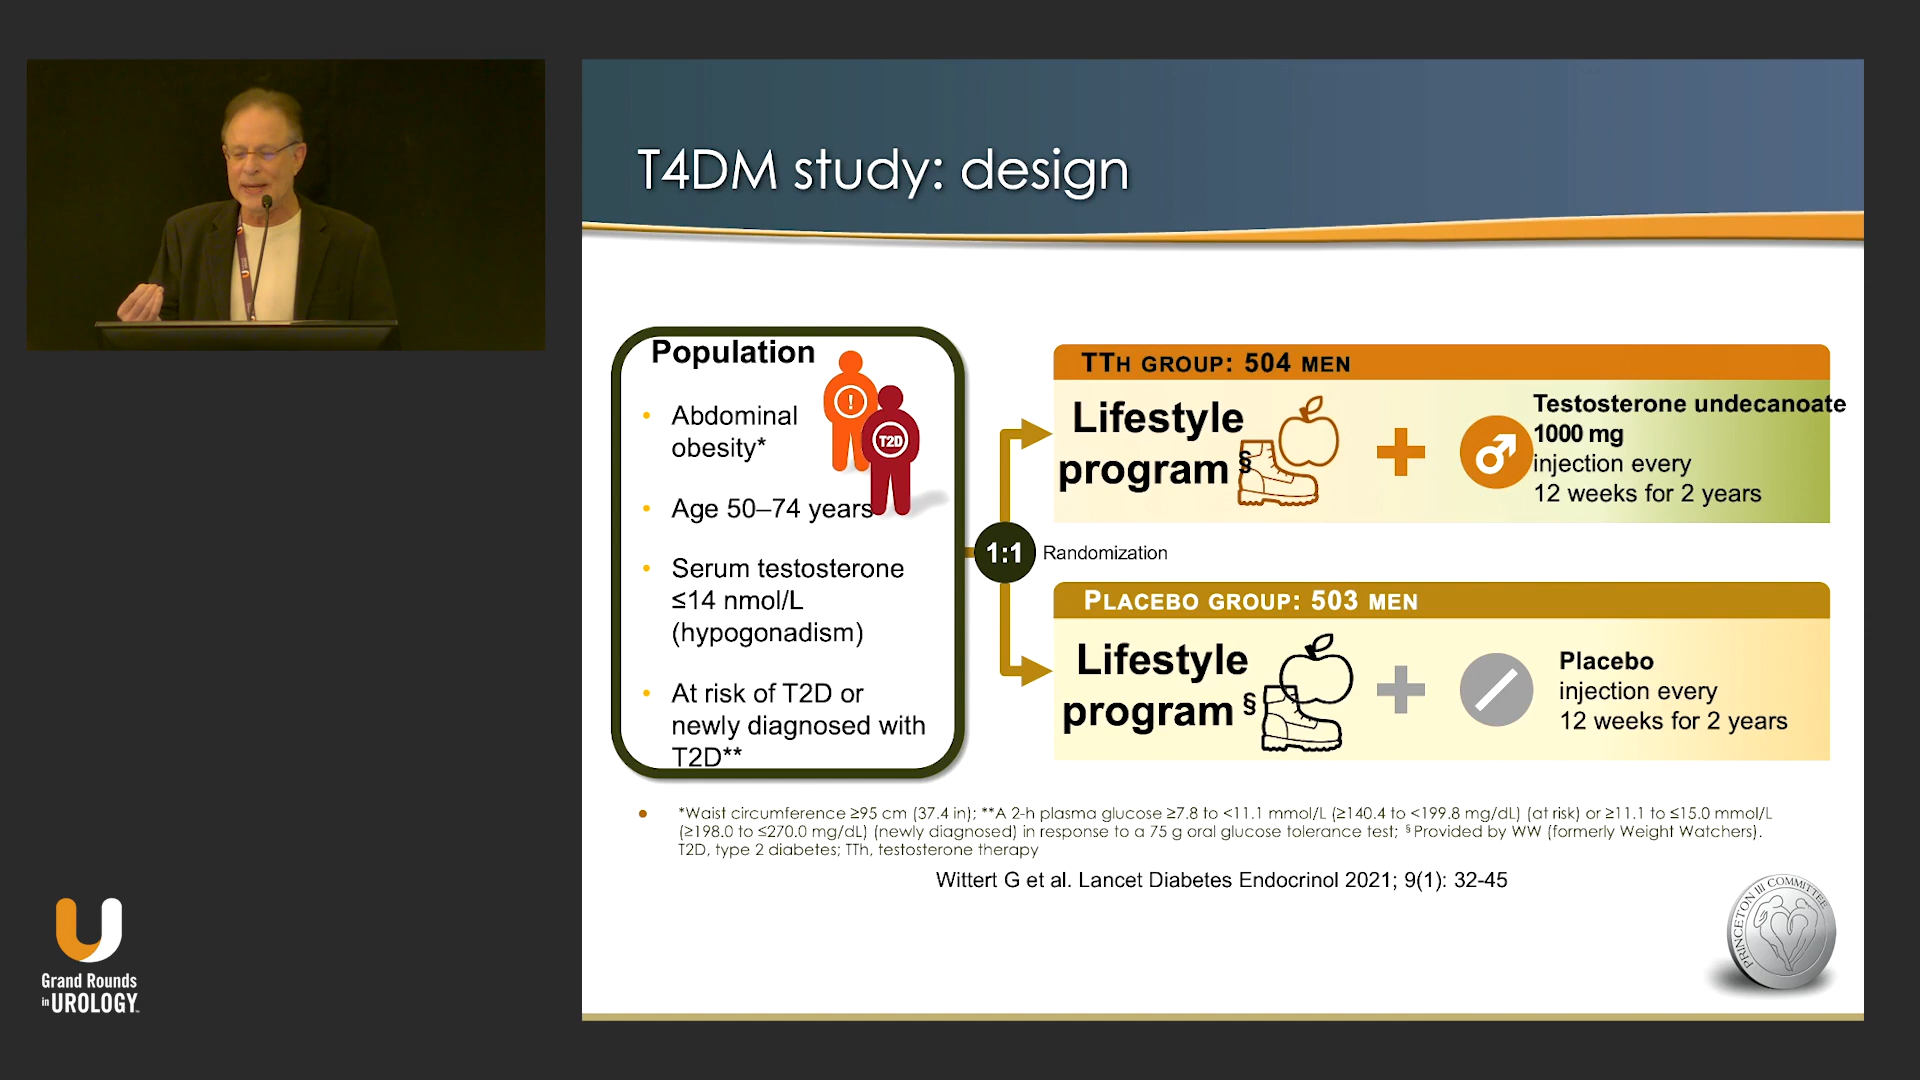 T4DM study: design
Population
• Abdominal
obesity*
• Age 50–74 years
• Serum testosterone
≤14 nmol/L
(hypogonadism)
• At risk of T2D or
newly diagnosed with
T2D**
!
T2D
1:1
Randomization
TTH GROUP: 504 MEN
Lifestyle
program §
Testosterone undecanoate
1000 mg
injection every
12 weeks for 2 years
PLACEBO GROUP: 503 MEN
Lifestyle
program §
Placebo
injection every
12 weeks for 2 years
• *Waist circumference ≥95 cm (37.4 in); **A 2-h plasma glucose ≥7.8 to <11.1 mmol/L (≥140.4 to <199.8 mg/dL) (at risk) or ≥11.1 to ≤15.0 mmol/L
(≥198.0 to ≤270.0 mg/dL) (newly diagnosed) in response to a 75 g oral glucose tolerance test; § Provided by WW (formerly Weight Watchers).
T2D, type 2 diabetes; TTh, testosterone therapy
Wittert G et al. Lancet Diabetes Endocrinol 2021; 9(1): 32-45
PRINCETON III COMMITTEE
Grand Rounds
in UROLOGY